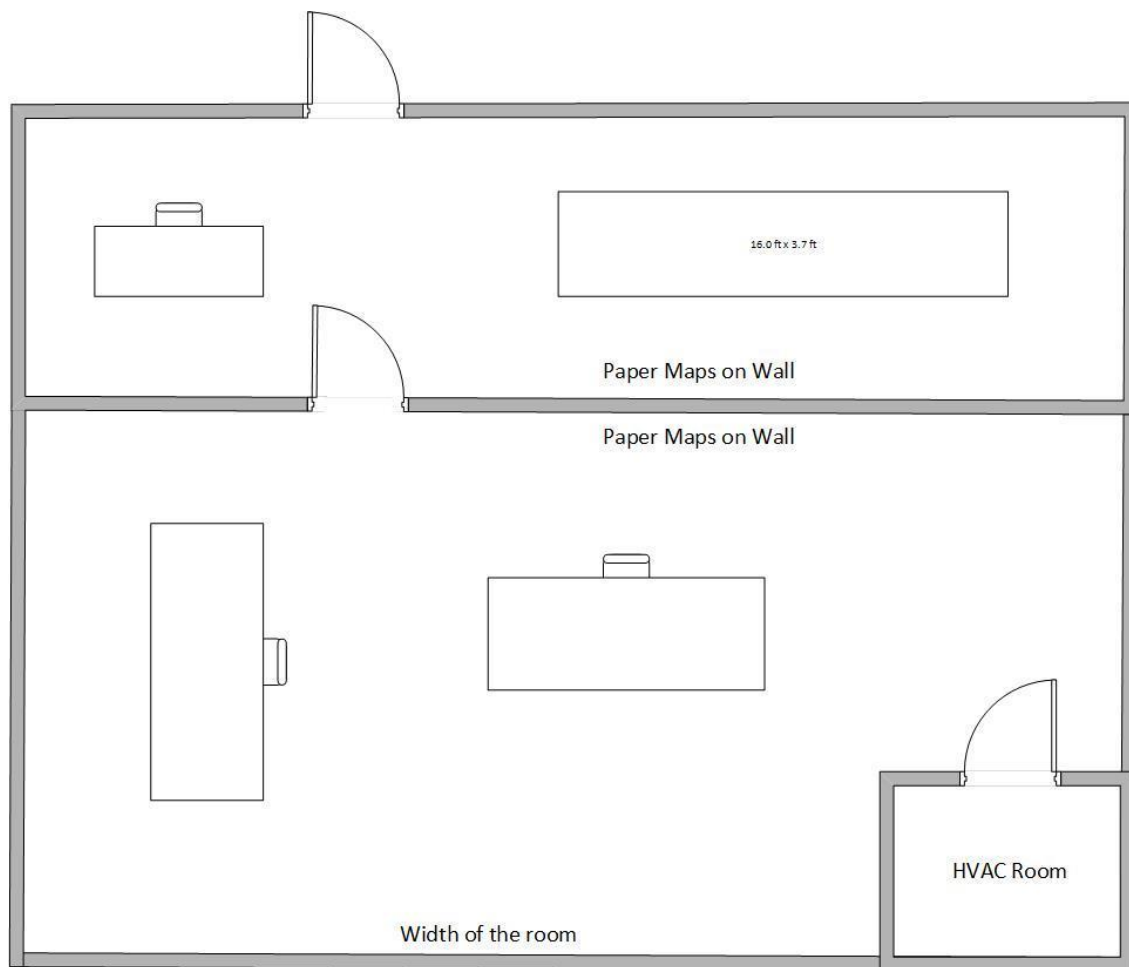 16.0 ft x 3.7 ft
Paper Maps on Wall
Paper Maps on Wall
HVAC Room
Width of the room